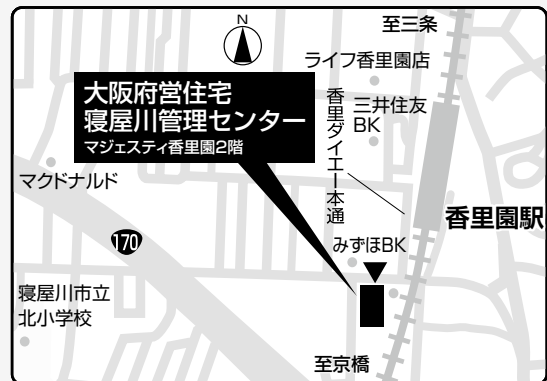 N
至三条
ライフ香里園店
大阪府営住宅
寝屋川管理センター
マジェスティ香里園2階
三井住友
BK
香里ダイエー本通
マクドナルド
香里園駅
170
みずほBK
寝屋川市立
北小学校
至京橋